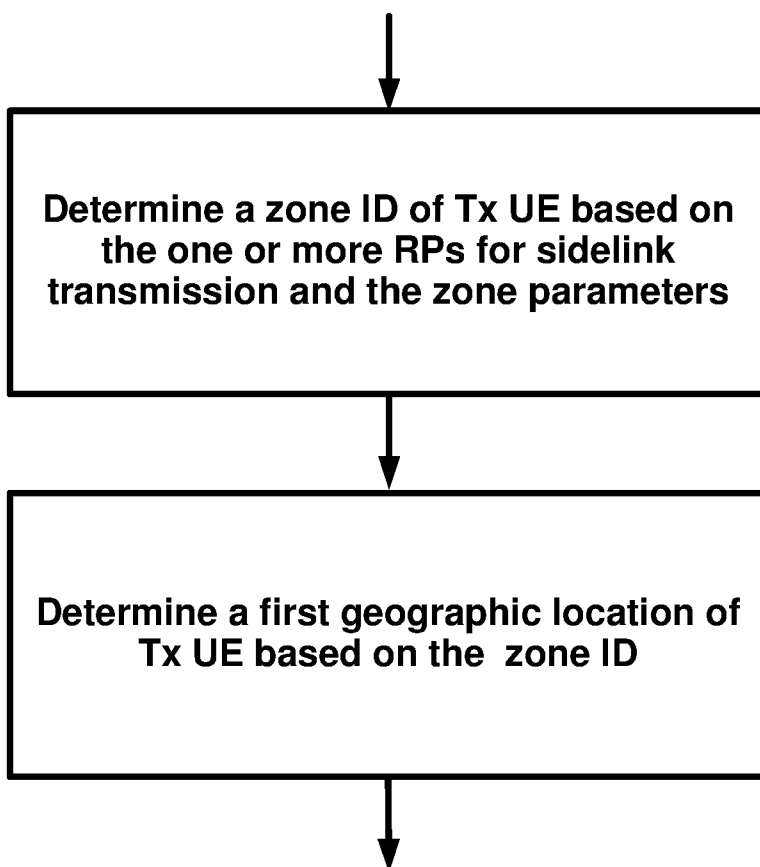 Determine a zone ID of Tx UE based on
the one or more RPs for sidelink
transmission and the zone parameters
Determine a first geographic location of
Tx UE based on the zone ID